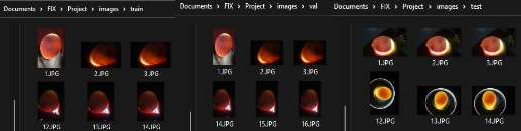 Documents > FIX > Project > images > train
1.JPG 2.JPG 3.JPG
12.JPG 13.JPG 14.JPG
Documents > FIX > Project > images > val
1.JPG 2.JPG 3.JPG
14.JPG 15.JPG 16.JPG
Documents > FIX > Project > images > test
1.JPG 2.JPG 3.JPG
12.JPG 13.JPG 14.JPG